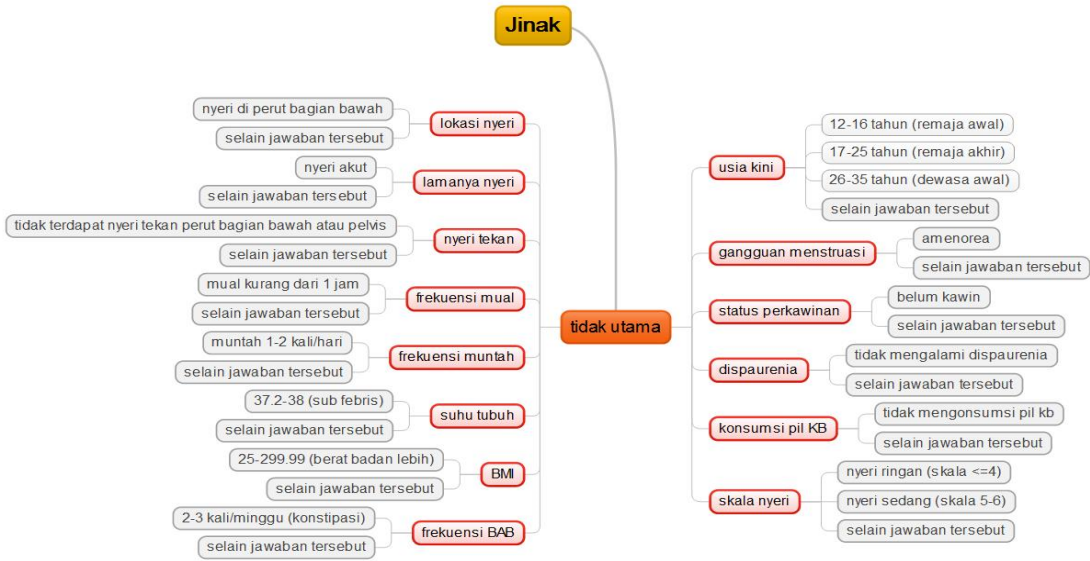 Jinak
tidak utama
lokasi nyeri
nyeri di perut bagian bawah
selain jawaban tersebut
lamanya nyeri
nyeri akut
selain jawaban tersebut
nyeri tekan
tidak terdapat nyeri tekan perut bagian bawah atau pelvis
selain jawaban tersebut
frekuensi mual
mual kurang dari 1 jam
selain jawaban tersebut
frekuensi muntah
muntah 1-2 kali/hari
selain jawaban tersebut
suhu tubuh
37.2-38 (sub febris)
selain jawaban tersebut
BMI
25-299.99 (berat badan lebih)
selain jawaban tersebut
frekuensi BAB
2-3 kali/minggu (konstipasi)
selain jawaban tersebut
usia kini
12-16 tahun (remaja awal)
17-25 tahun (remaja akhir)
26-35 tahun (dewasa awal)
selain jawaban tersebut
gangguan menstruasi
amenorea
selain jawaban tersebut
status perkawinan
belum kawin
selain jawaban tersebut
dispaurenia
tidak mengalami dispaurenia
selain jawaban tersebut
konsumsi pil KB
tidak mengonsumsi pil kb
selain jawaban tersebut
skala nyeri
nyeri ringan (skala <=4)
nyeri sedang (skala 5-6)
selain jawaban tersebut